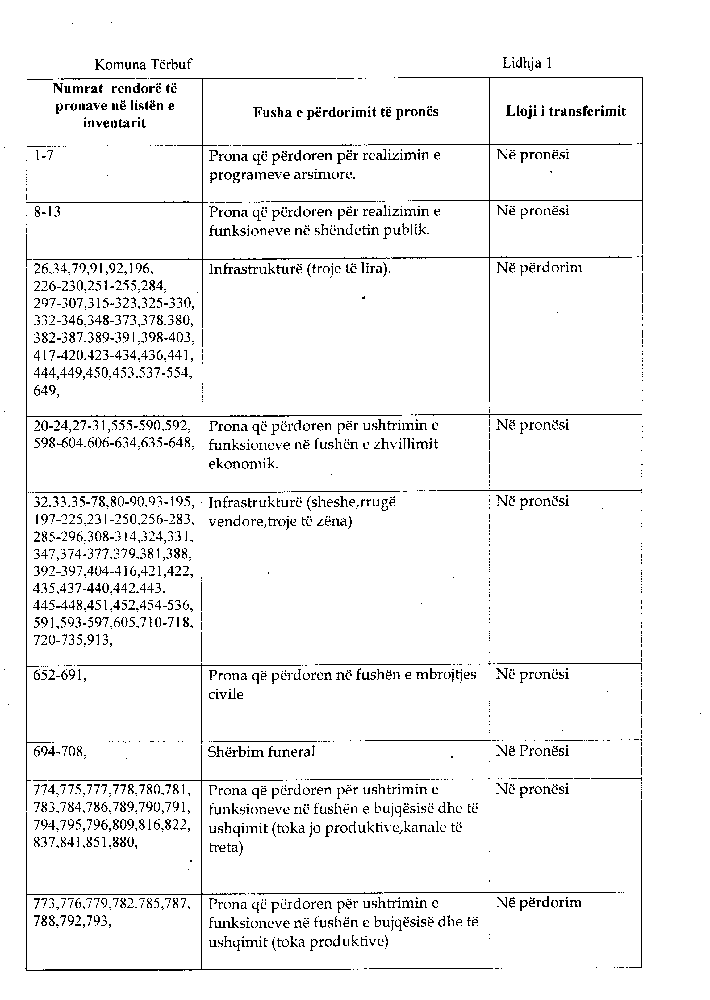 Komuna Tërbuf
Lidhja 1
Numrat rendorë të
pronave në listën e
inventarit
Fusha e përdorimit të pronës
Lloji i transferimit
1-7
Prona që përdoren për realizimin e
programeve arsimore.
Në pronësi
8-13
Prona që përdoren për realizimin e
funksioneve në shëndetin publik.
Në pronësi
26,34,79,91,92,196,
226-230,251-255,284,
297-307,315-323,325-330,
332-346,348-373,378,380,
382-387,389-391,398-403,
417-420,423-434,436,441,
444,449,450,453,537-554,
649,
Infrastrukturë (troje të lira).
Në përdorim
20-24,27-31,555-590,592,
598-604,606-634,635-648,
Prona që përdoren për ushtrimin e
funksioneve në fushën e zhvillimit
ekonomik.
Në pronësi
32,33,35-78,80-90,93-195,
197-225,231-250,256-283,
285-296,308-314,324,331,
347,374-377,379,381,388,
392-397,404-416,421,422,
435,437-440,442,443,
445-448,451,452,454-536,
591,593-597,605,710-718,
720-735,913,
Infrastrukturë (sheshe,rrugë
vendore,troje të zëna)
Në pronësi
652-691,
Prona që përdoren në fushën e mbrojtjes
civile
Në pronësi
694-708,
Shërbim funeral
Në Pronësi
774,775,777,778,780,781,
783,784,786,789,790,791,
794,795,796,809,816,822,
837,841,851,880,
Prona që përdoren për ushtrimin e
funksioneve në fushën e bujqësisë dhe të
ushqimit (toka jo produktive,kanale të
treta)
Në pronësi
773,776,779,782,785,787,
788,792,793,
Prona që përdoren për ushtrimin e
funksioneve në fushën e bujqësisë dhe të
ushqimit (toka produktive)
Në përdorim